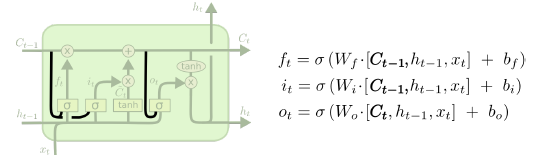 h_t
C_{t-1} C_t
tanh
f_t i_t o_t
C̃_t
σ σ tanh σ
h_{t-1} h_t
x_t
f_t = σ (W_f · [C_{t-1}, h_{t-1}, x_t] + b_f)
i_t = σ (W_i · [C_{t-1}, h_{t-1}, x_t] + b_i)
o_t = σ (W_o · [C_t, h_{t-1}, x_t] + b_o)